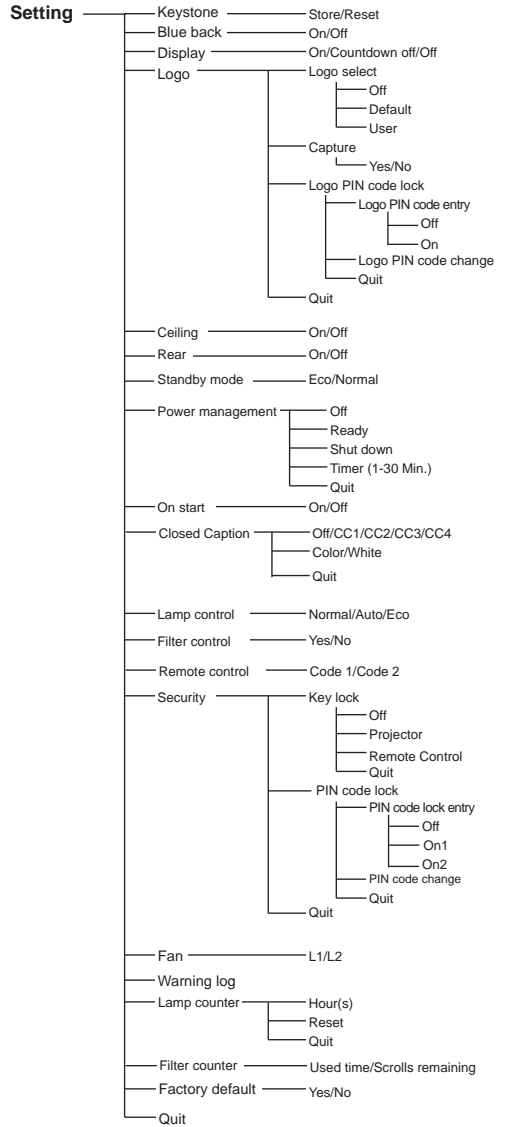 Setting
Keystone Store/Reset
Blue back On/Off
Display On/Countdown off/Off
Logo Logo select
Off
Default
User
Capture
Yes/No
Logo PIN code lock
Logo PIN code entry
Off
On
Logo PIN code change
Quit
Quit
Ceiling On/Off
Rear On/Off
Standby mode Eco/Normal
Power management Off
Ready
Shut down
Timer (1-30 Min.)
Quit
On start On/Off
Closed Caption Off/CC1/CC2/CC3/CC4
Color/White
Quit
Lamp control Normal/Auto/Eco
Filter control Yes/No
Remote control Code 1/Code 2
Security Key lock
Off
Projector
Remote Control
Quit
PIN code lock
PIN code lock entry
Off
On1
On2
PIN code change
Quit
Quit
Fan L1/L2
Warning log
Lamp counter Hour(s)
Reset
Quit
Filter counter Used time/Scrolls remaining
Factory default Yes/No
Quit